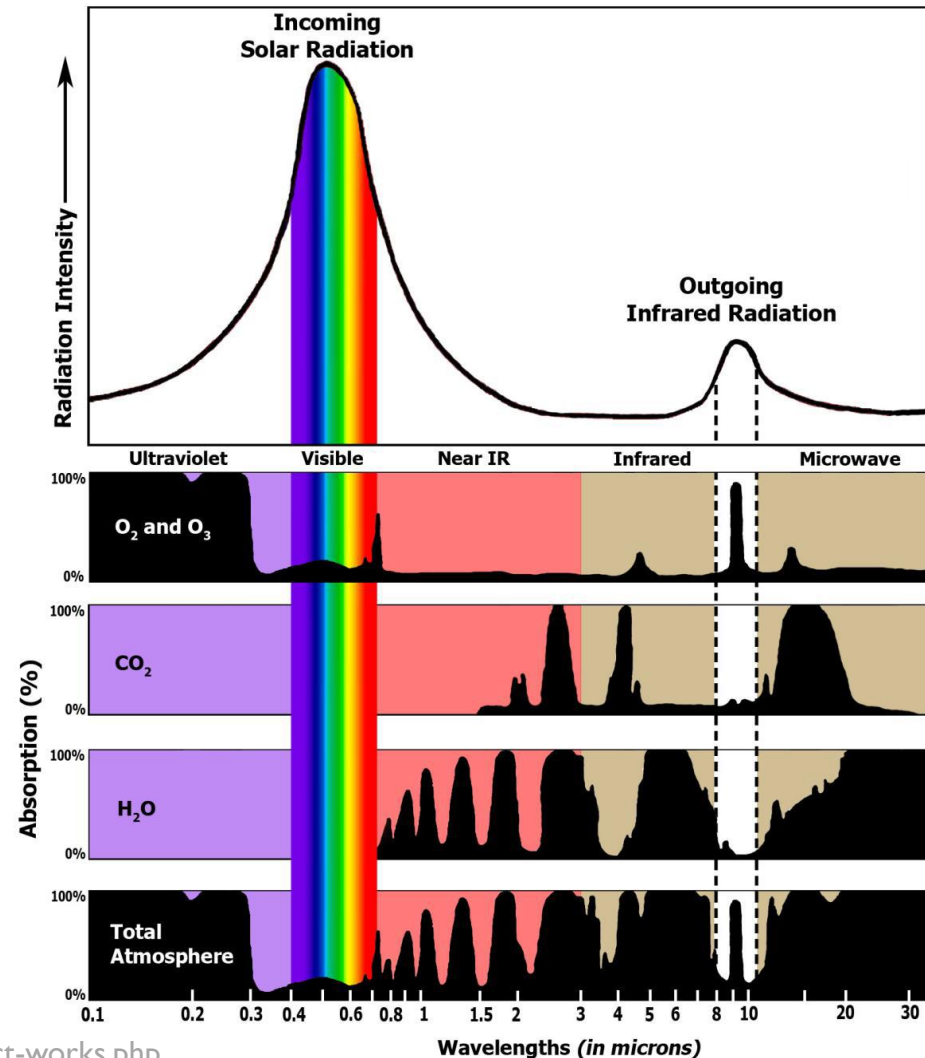 Incoming
Solar Radiation
Radiation Intensity
Outgoing
Infrared Radiation
Ultraviolet Visible Near IR Infrared Microwave
100%
O₂ and O₃
0%
100%
CO₂
0%
Absorption (%)
100%
H₂O
0%
100%
Total
Atmosphere
0%
0.1 0.2 0.3 0.4 0.6 0.8 1 1.5 2 3 4 5 6 8 10 20 30
Wavelengths (in microns)
ct-works.php